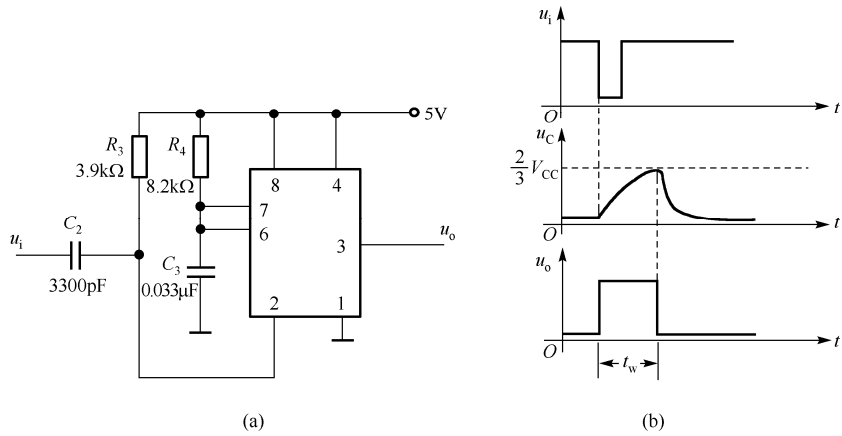 5V
R3
3.9kΩ
R4
8.2kΩ
8
4
7
6
3
2
1
ui
C2
3300pF
C3
0.033μF
uo
(a)
ui
O
t
uC
2/3 VCC
O
t
uo
O
t
tw
(b)